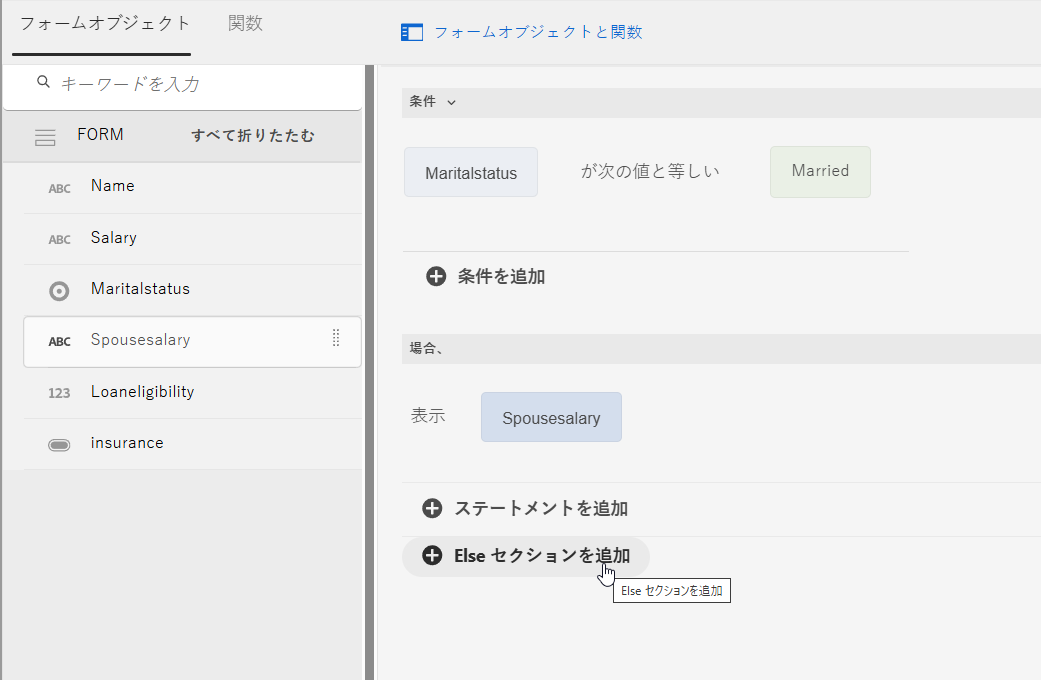 フォームオブジェクト 関数
キーワードを入力
FORM すべて折りたたむ
ABC Name
ABC Salary
Maritalstatus
ABC Spousesalary
123 Loaneligibility
insurance
フォームオブジェクトと関数
条件
Maritalstatus が次の値と等しい Married
条件を追加
場合、
表示 Spousesalary
ステートメントを追加
Else セクションを追加
Else セクションを追加